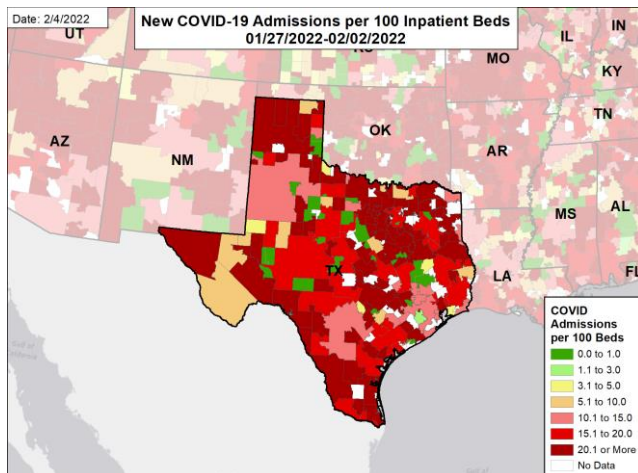 Date: 2/4/2022
New COVID-19 Admissions per 100 Inpatient Beds
01/27/2022-02/02/2022
UT
MO
IL
IN
KY
TN
AZ
NM
OK
AR
MS
AL
TX
LA
FL
COVID
Admissions
per 100 Beds
0.0 to 1.0
1.1 to 3.0
3.1 to 5.0
5.1 to 10.0
10.1 to 15.0
15.1 to 20.0
20.1 or More
No Data